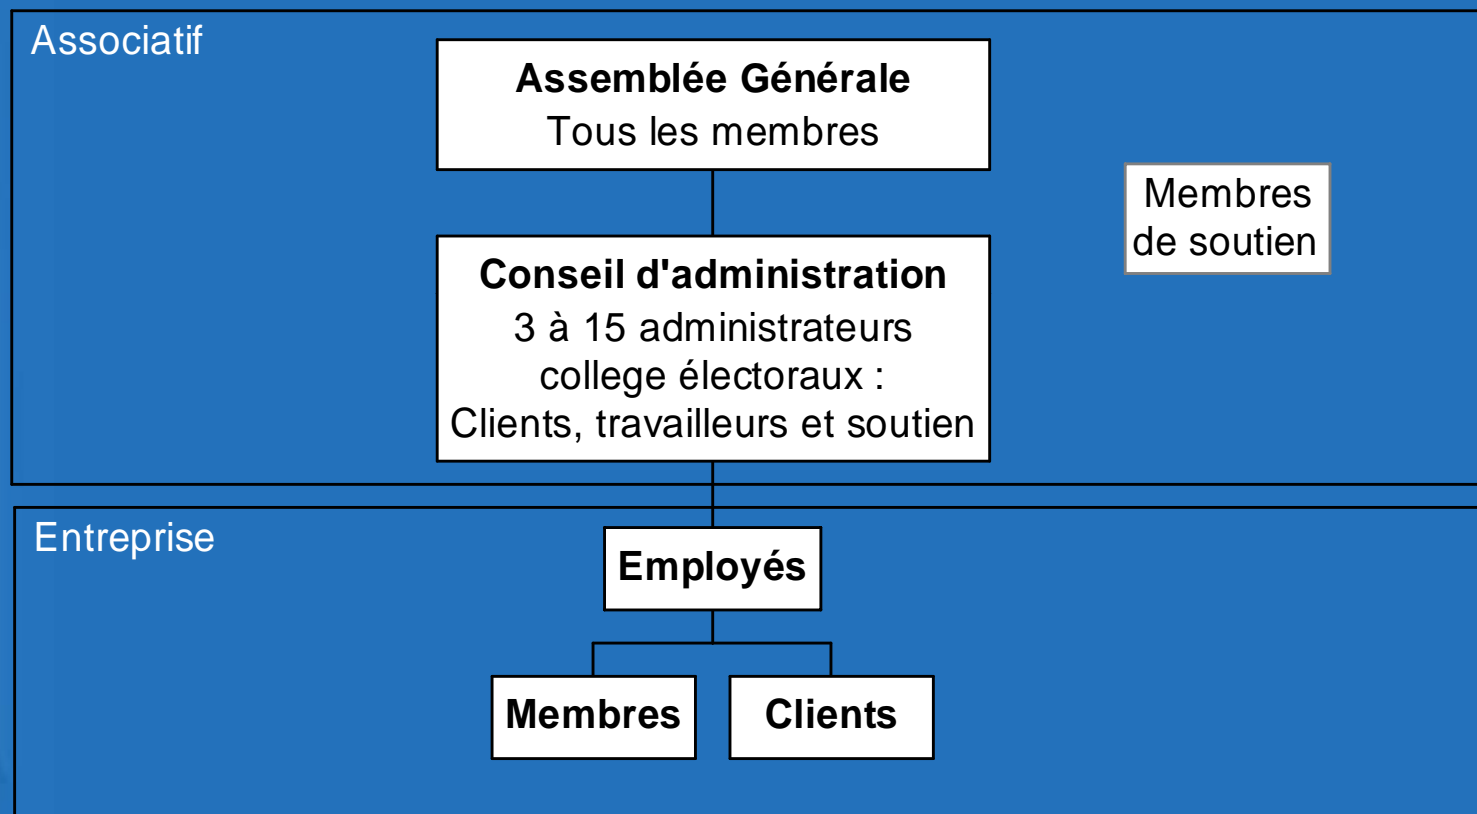 Associatif
Assemblée Générale
Tous les membres
Membres
de soutien
Conseil d'administration
3 à 15 administrateurs
college électoraux :
Clients, travailleurs et soutien
Entreprise
Employés
Membres
Clients